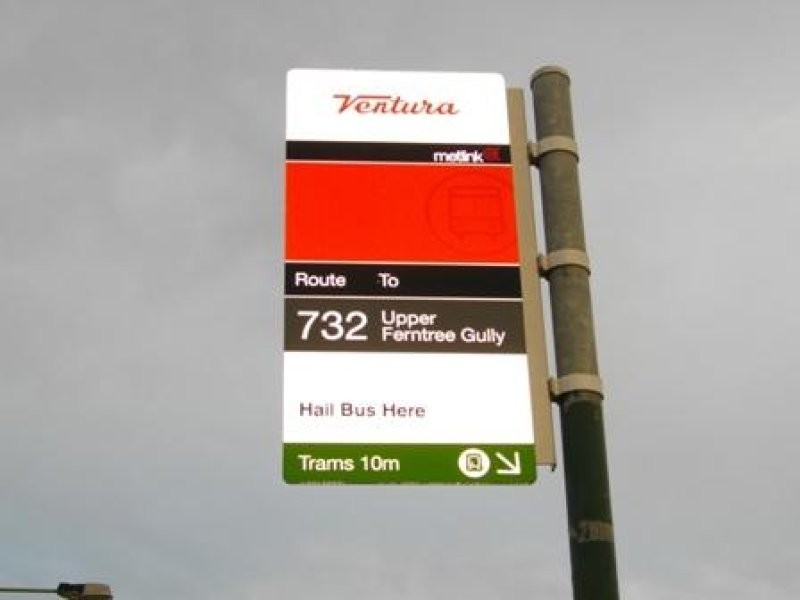 Ventura
metlink
Route To
732 Upper
Ferntree Gully
Hail Bus Here
Trams 10m